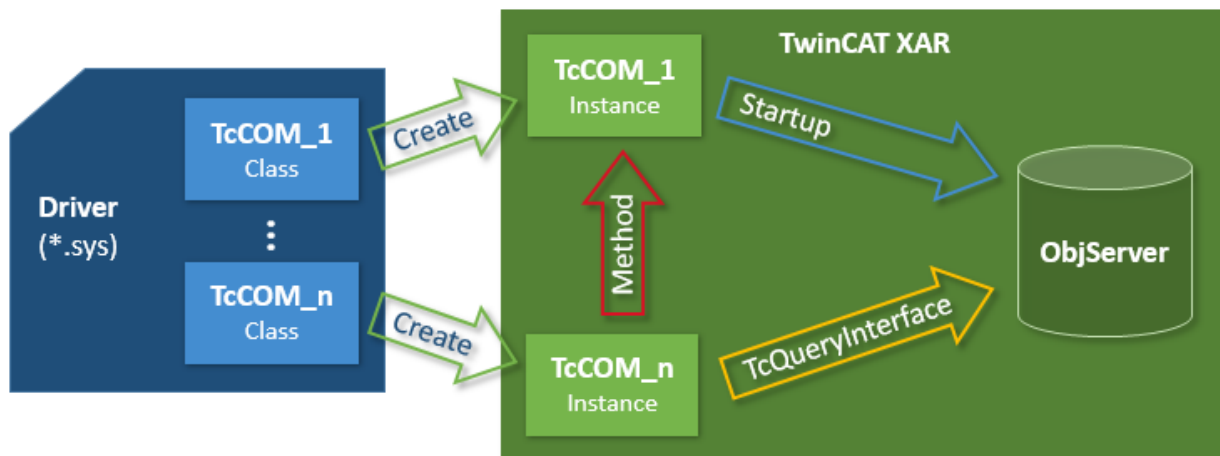 TwinCAT XAR
TcCOM_1
Instance
TcCOM_1
Class
Create
Startup
Driver
(*.sys)
Method
ObjServer
TcCOM_n
Class
Create
TcCOM_n
Instance
TcQueryInterface